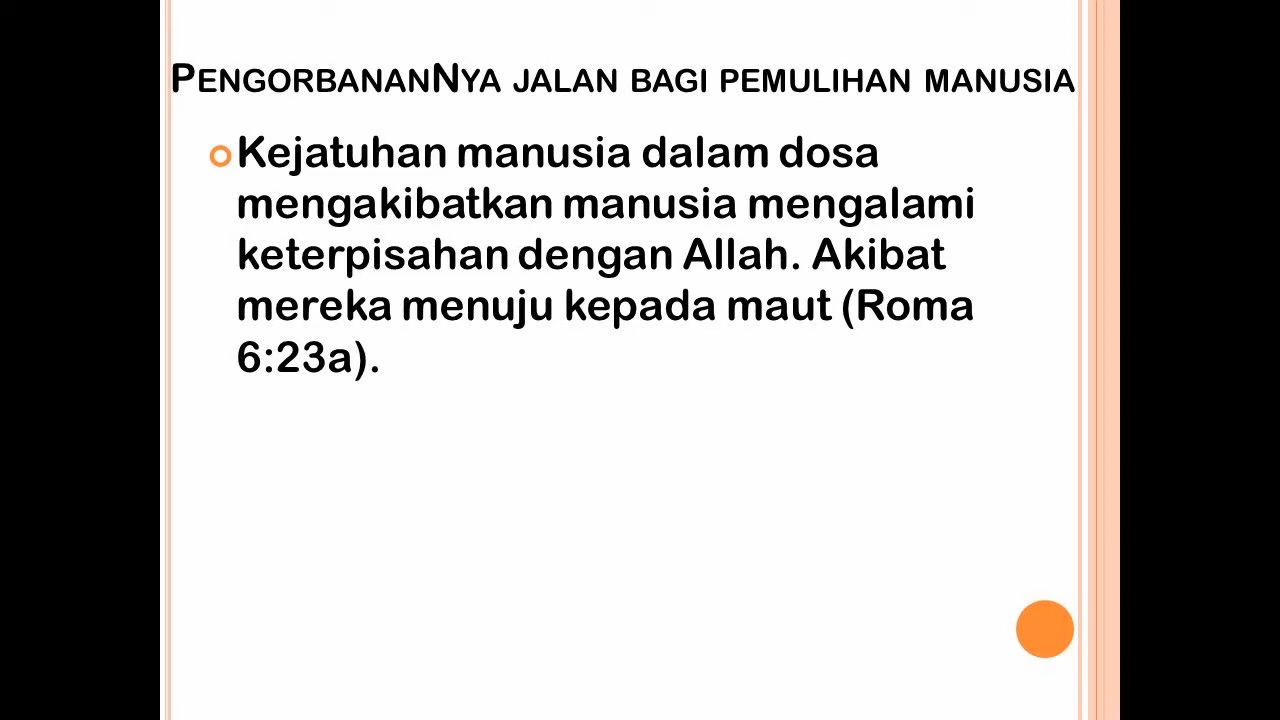 PENGORBANANNYA JALAN BAGI PEMULIHAN MANUSIA
Kejatuhan manusia dalam dosa
mengakibatkan manusia mengalami
keterpisahan dengan Allah. Akibat
mereka menuju kepada maut (Roma
6:23a).